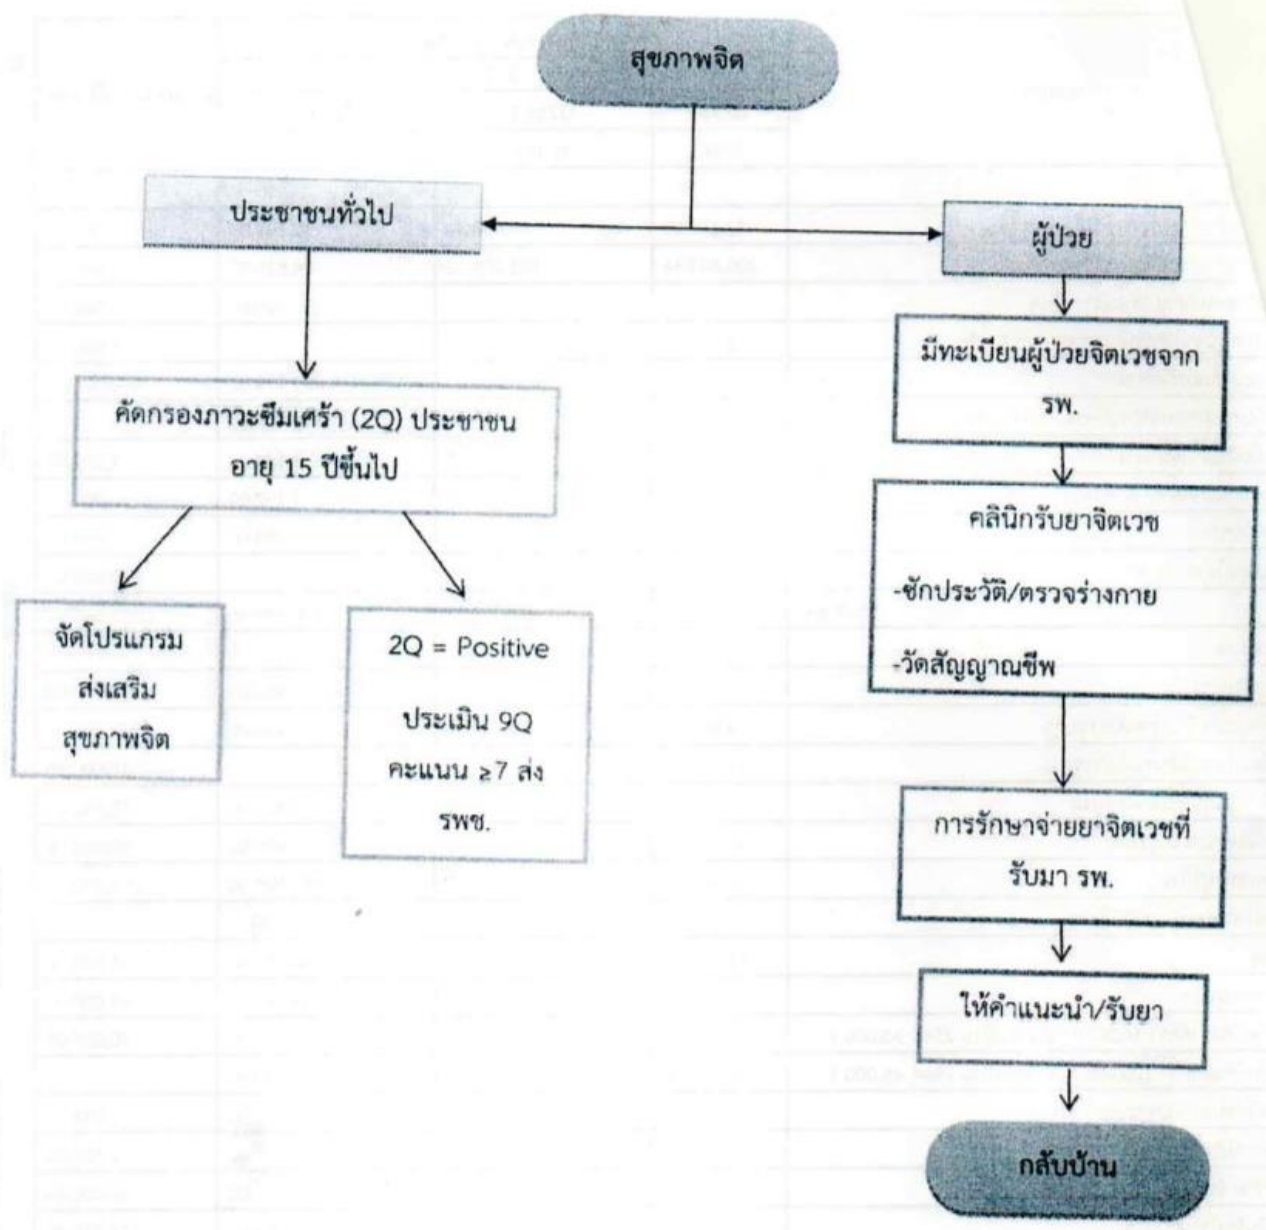 สุขภาพจิต
ประชาชนทั่วไป
ผู้ป่วย
คัดกรองภาวะซึมเศร้า (2Q) ประชาชน
อายุ 15 ปีขึ้นไป
จัดโปรแกรม
ส่งเสริม
สุขภาพจิต
2Q = Positive
ประเมิน 9Q
คะแนน ≥7 ส่ง
รพช.
มีทะเบียนผู้ป่วยจิตเวชจาก
รพ.
คลินิกรับยาจิตเวช
-ซักประวัติ/ตรวจร่างกาย
-วัดสัญญาณชีพ
การรักษาจ่ายยาจิตเวชที่
รับมา รพ.
ให้คำแนะนำ/รับยา
กลับบ้าน